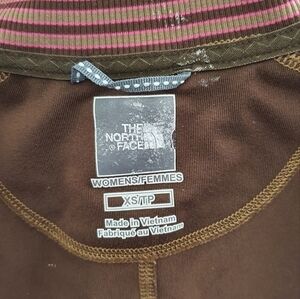 THE
NORTH
FACE
WOMENS/FEMMES
XS/TP
Made in Vietnam
Fabriqué au Vietnam